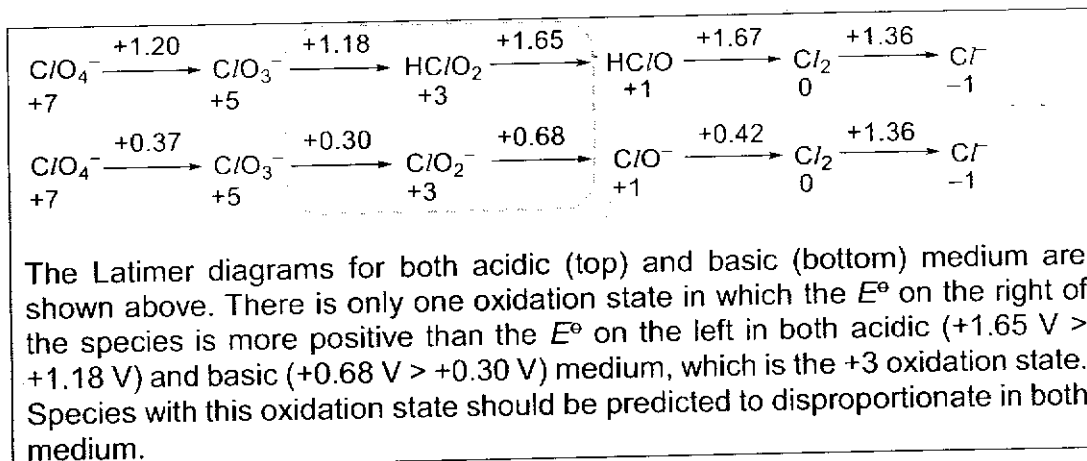 +1.20 +1.18 +1.65 +1.67 +1.36
ClO₄⁻ ClO₃⁻ HClO₂ HClO Cl₂ Cl⁻
+7 +5 +3 +1 0 −1
+0.37 +0.30 +0.68 +0.42 +1.36
ClO₄⁻ ClO₃⁻ ClO₂⁻ ClO⁻ Cl₂ Cl⁻
+7 +5 +3 +1 0 −1
The Latimer diagrams for both acidic (top) and basic (bottom) medium are
shown above. There is only one oxidation state in which the E⊖ on the right of
the species is more positive than the E⊖ on the left in both acidic (+1.65 V >
+1.18 V) and basic (+0.68 V > +0.30 V) medium, which is the +3 oxidation state.
Species with this oxidation state should be predicted to disproportionate in both
medium.